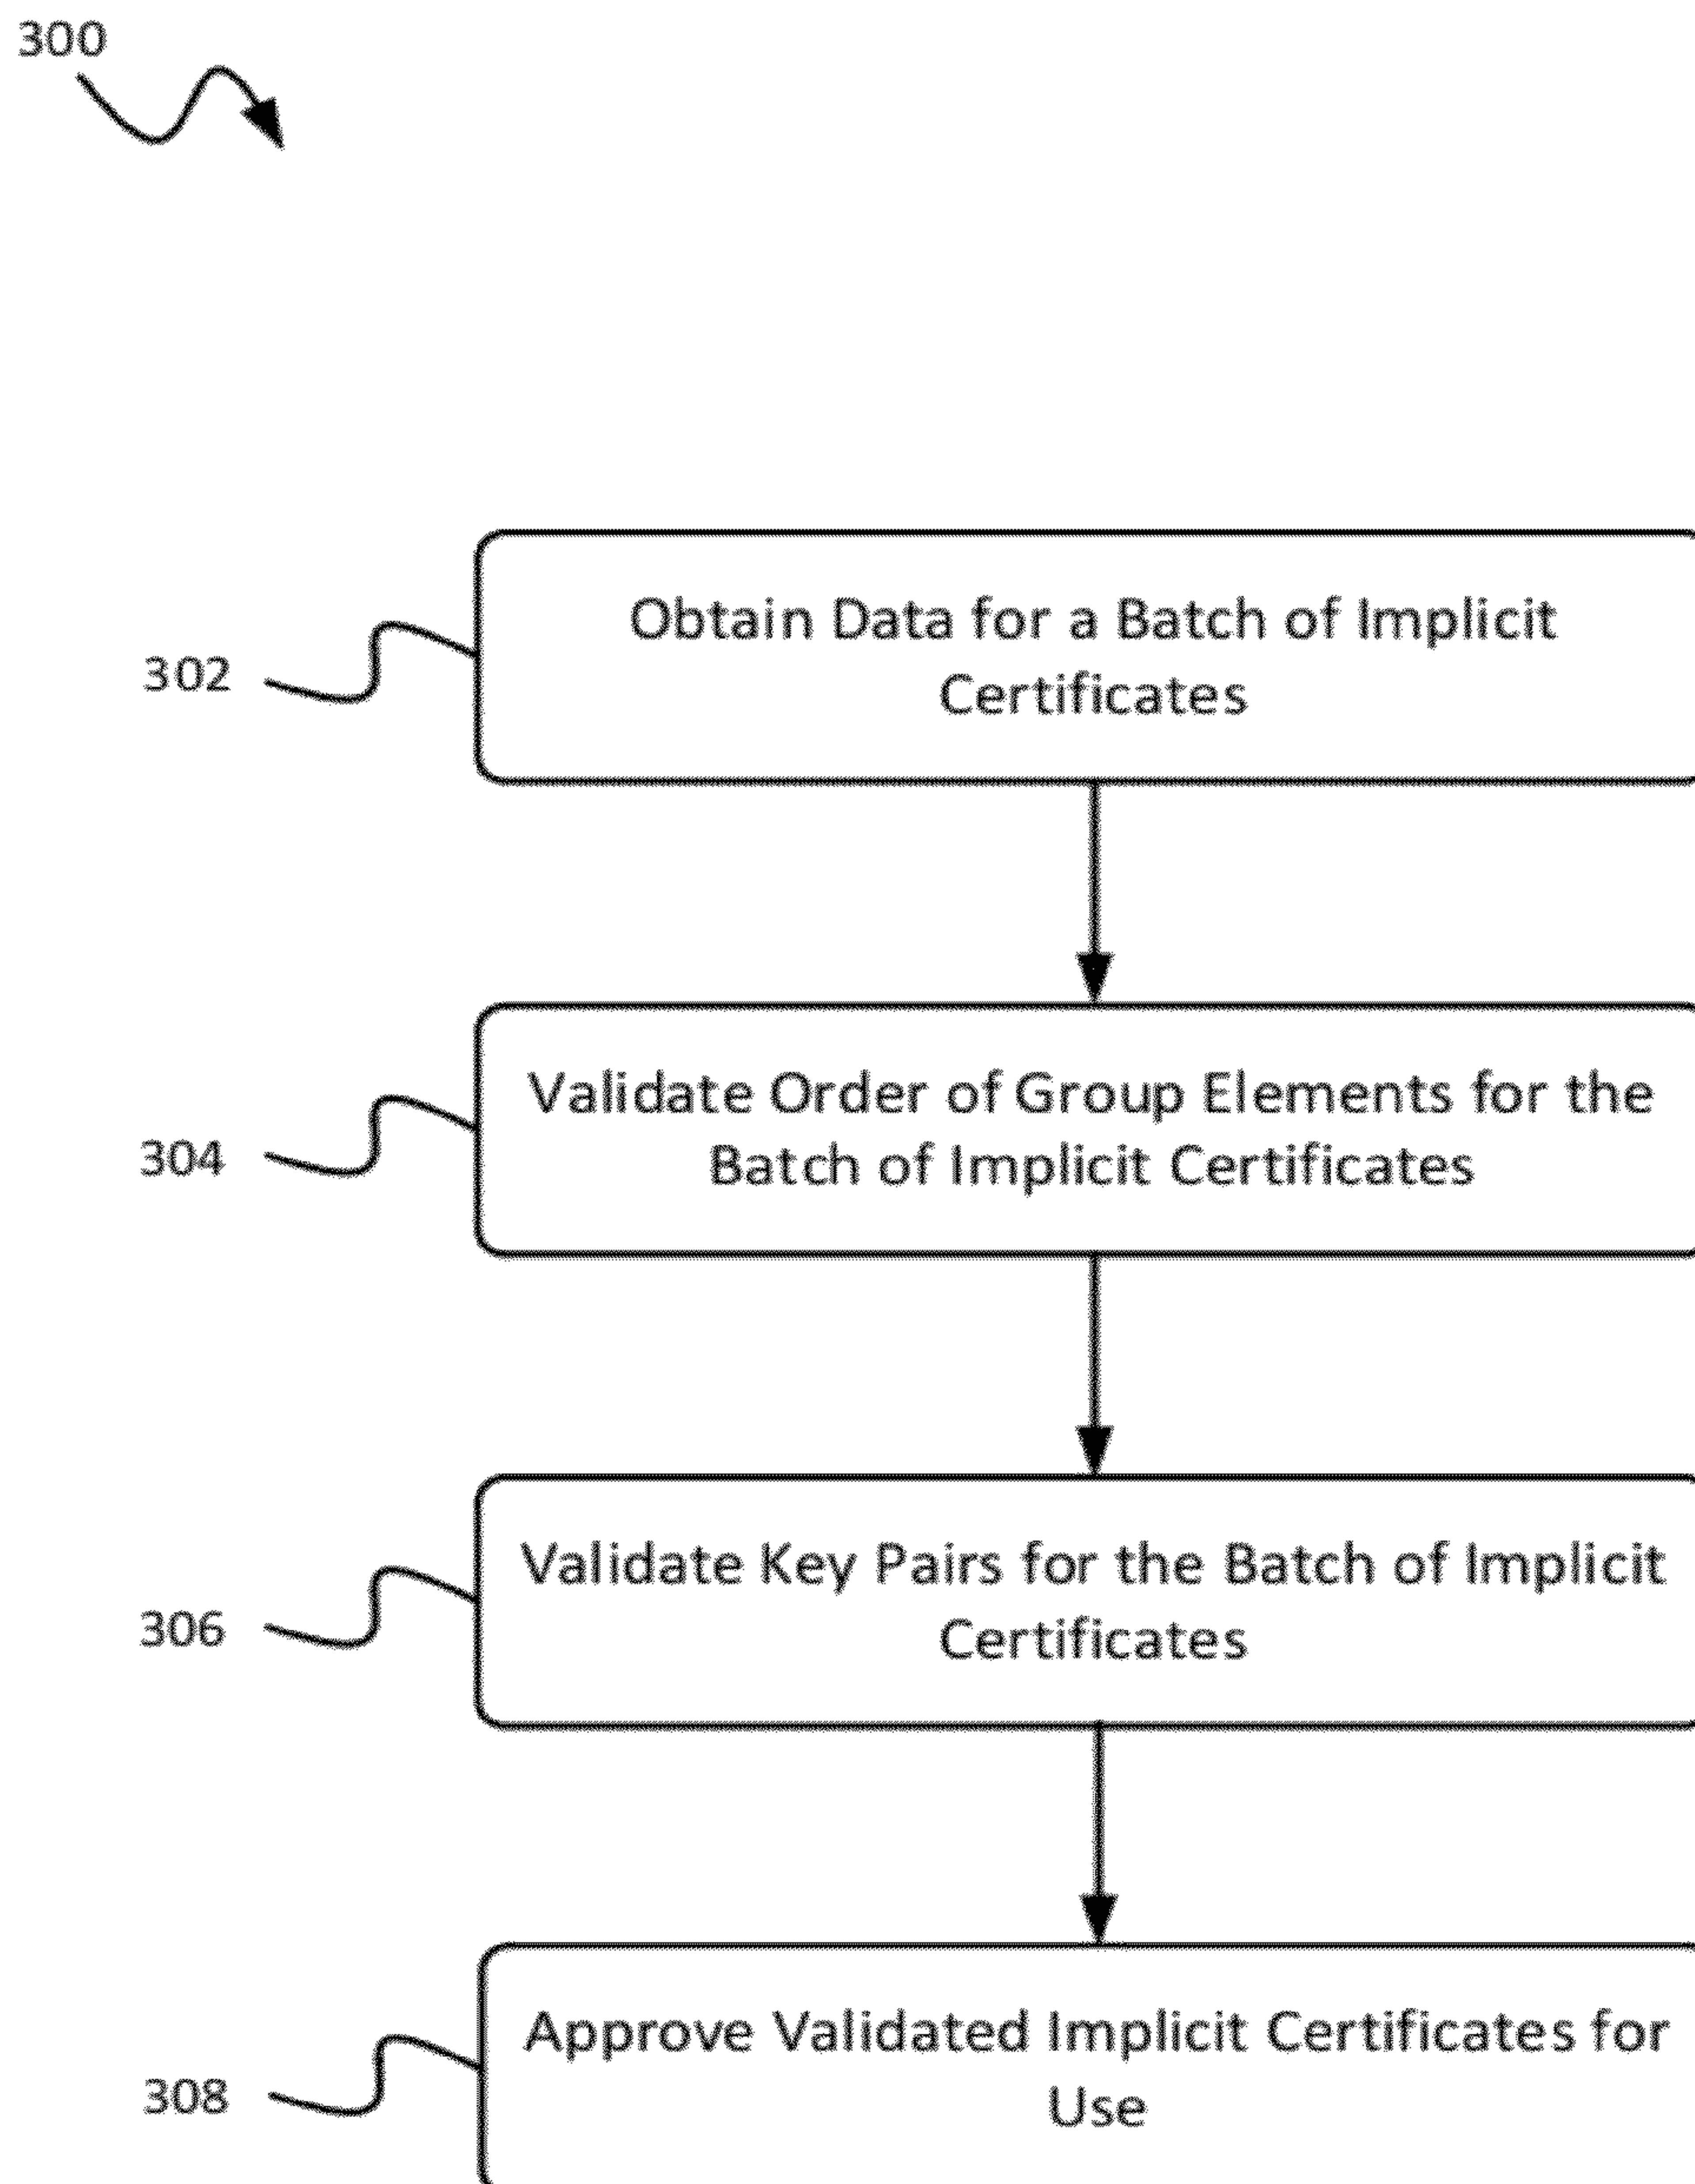 300
302
Obtain Data for a Batch of Implicit
Certificates
304
Validate Order of Group Elements for the
Batch of Implicit Certificates
306
Validate Key Pairs for the Batch of Implicit
Certificates
308
Approve Validated Implicit Certificates for
Use